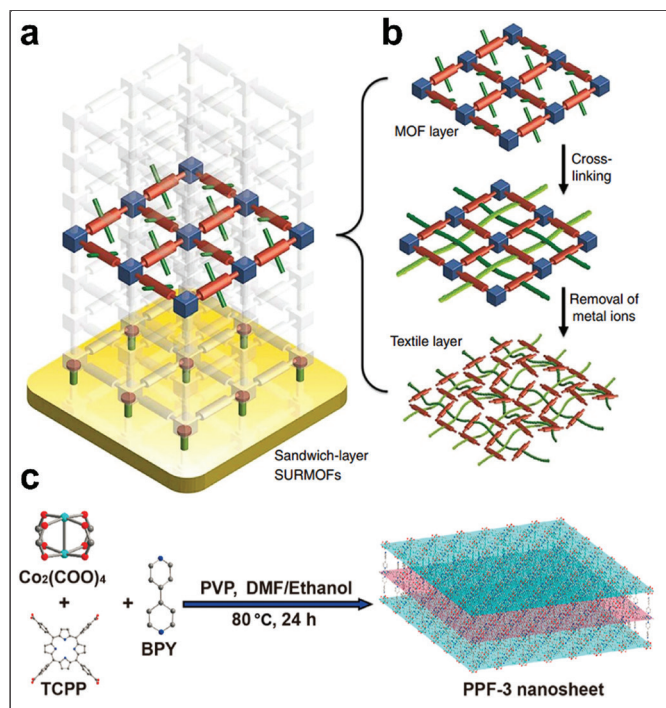 a
b
MOF layer
Cross-
linking
Removal of
metal ions
Textile layer
Sandwich-layer
SURMOFs
c
Co2(COO)4
+
TCPP
+
BPY
PVP, DMF/Ethanol
80 °C, 24 h
PPF-3 nanosheet